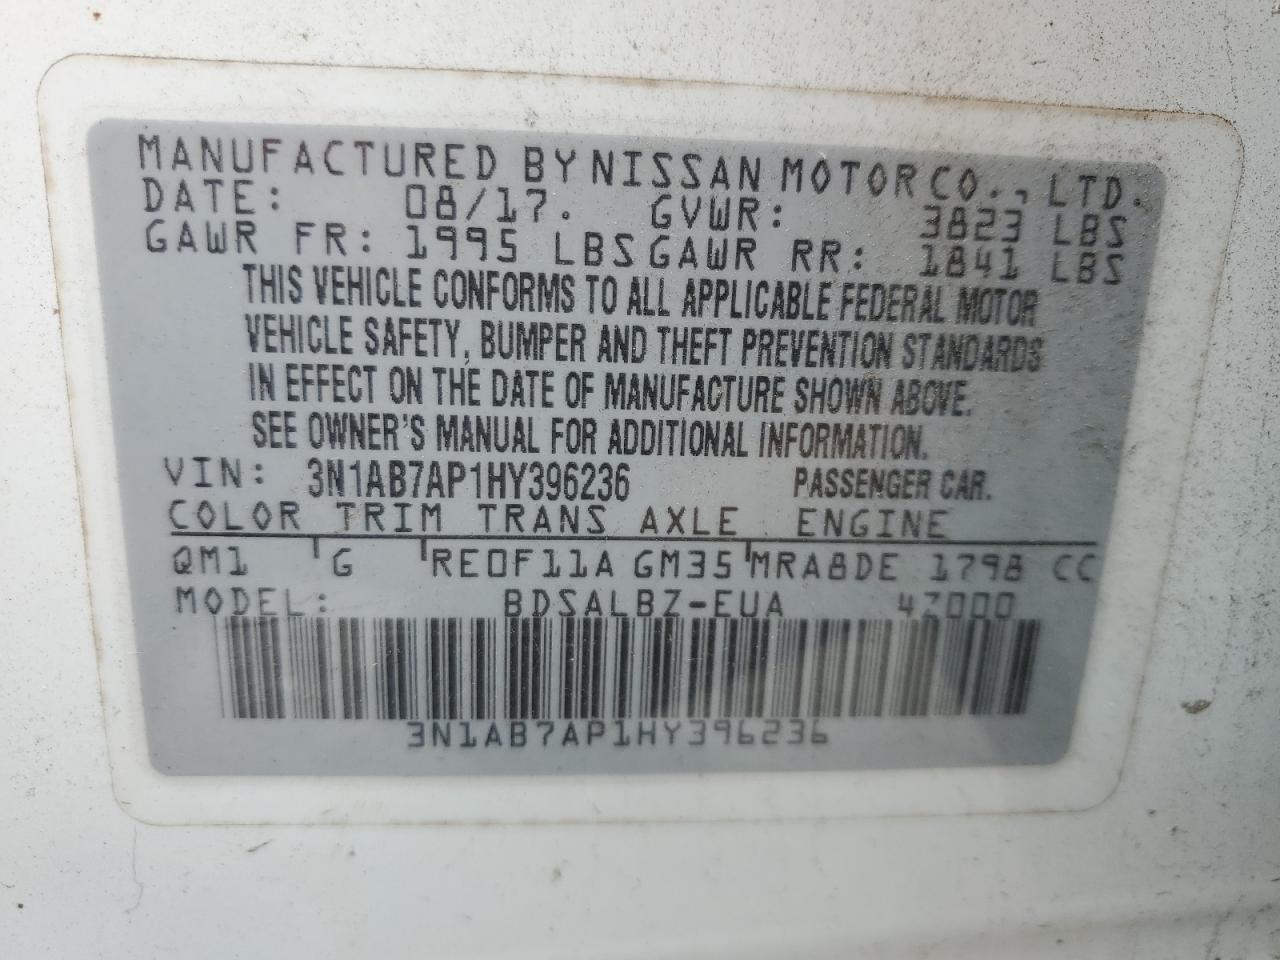 MANUFACTURED BY NISSAN MOTOR CO., LTD.
DATE: 08/17. GVWR: 3823 LBS
GAWR FR: 1995 LBS GAWR RR: 1841 LBS
THIS VEHICLE CONFORMS TO ALL APPLICABLE FEDERAL MOTOR
VEHICLE SAFETY, BUMPER AND THEFT PREVENTION STANDARDS
IN EFFECT ON THE DATE OF MANUFACTURE SHOWN ABOVE.
SEE OWNER'S MANUAL FOR ADDITIONAL INFORMATION.
VIN: 3N1AB7AP1HY396236 PASSENGER CAR.
COLOR TRIM TRANS AXLE ENGINE
QM1 G RE0F11A GM35 MRA8DE 1798 CC
MODEL: BDSALBZ-EUA 4Z000
3N1AB7AP1HY396236